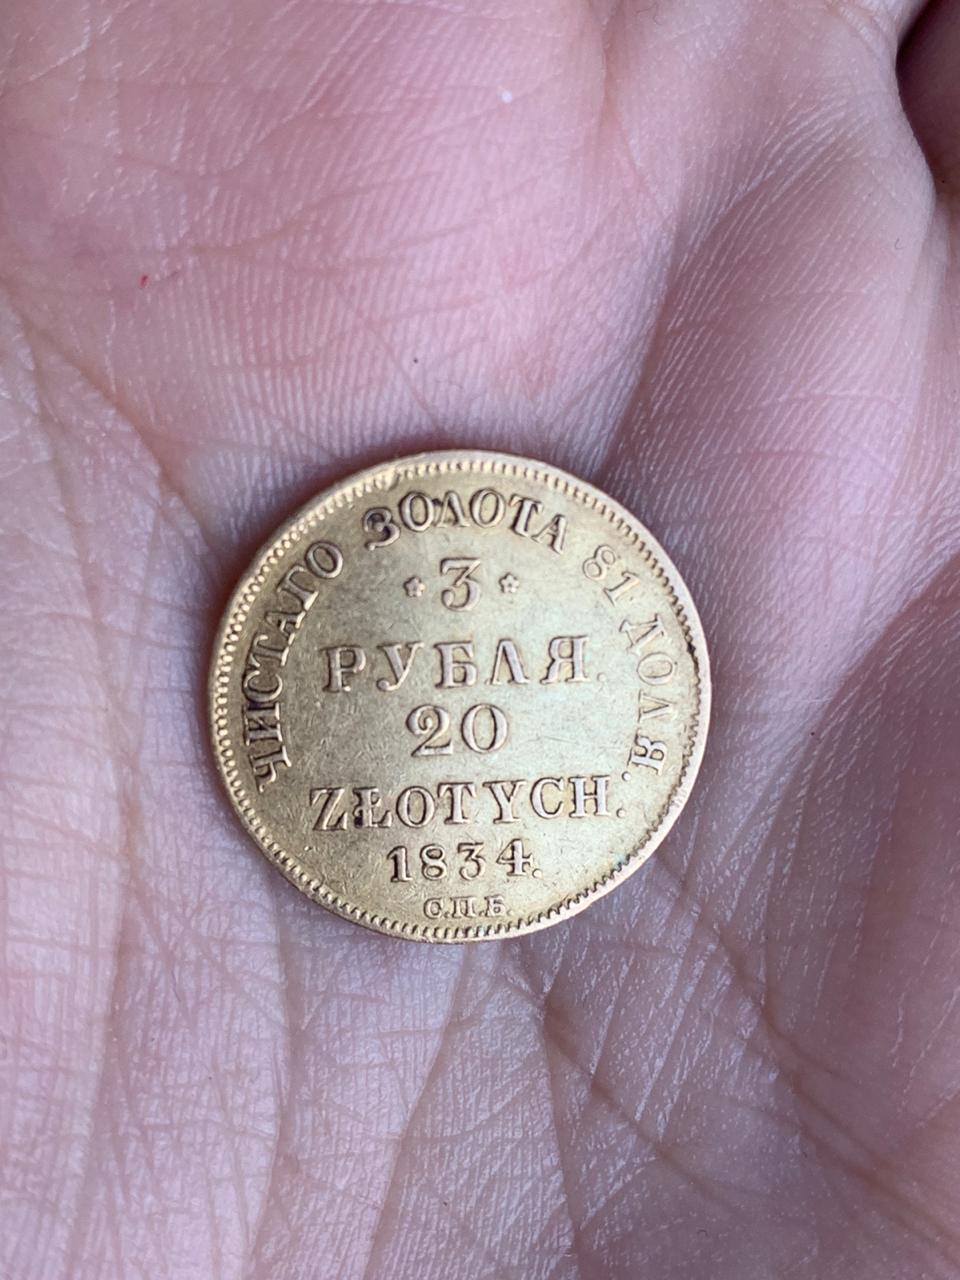 ЧИСТАГО ЗОЛОТА 81 ДОЛЯ.
* 3 *
РУБЛЯ.
20
ZŁOTYCH.
1834.
С.П.Б.